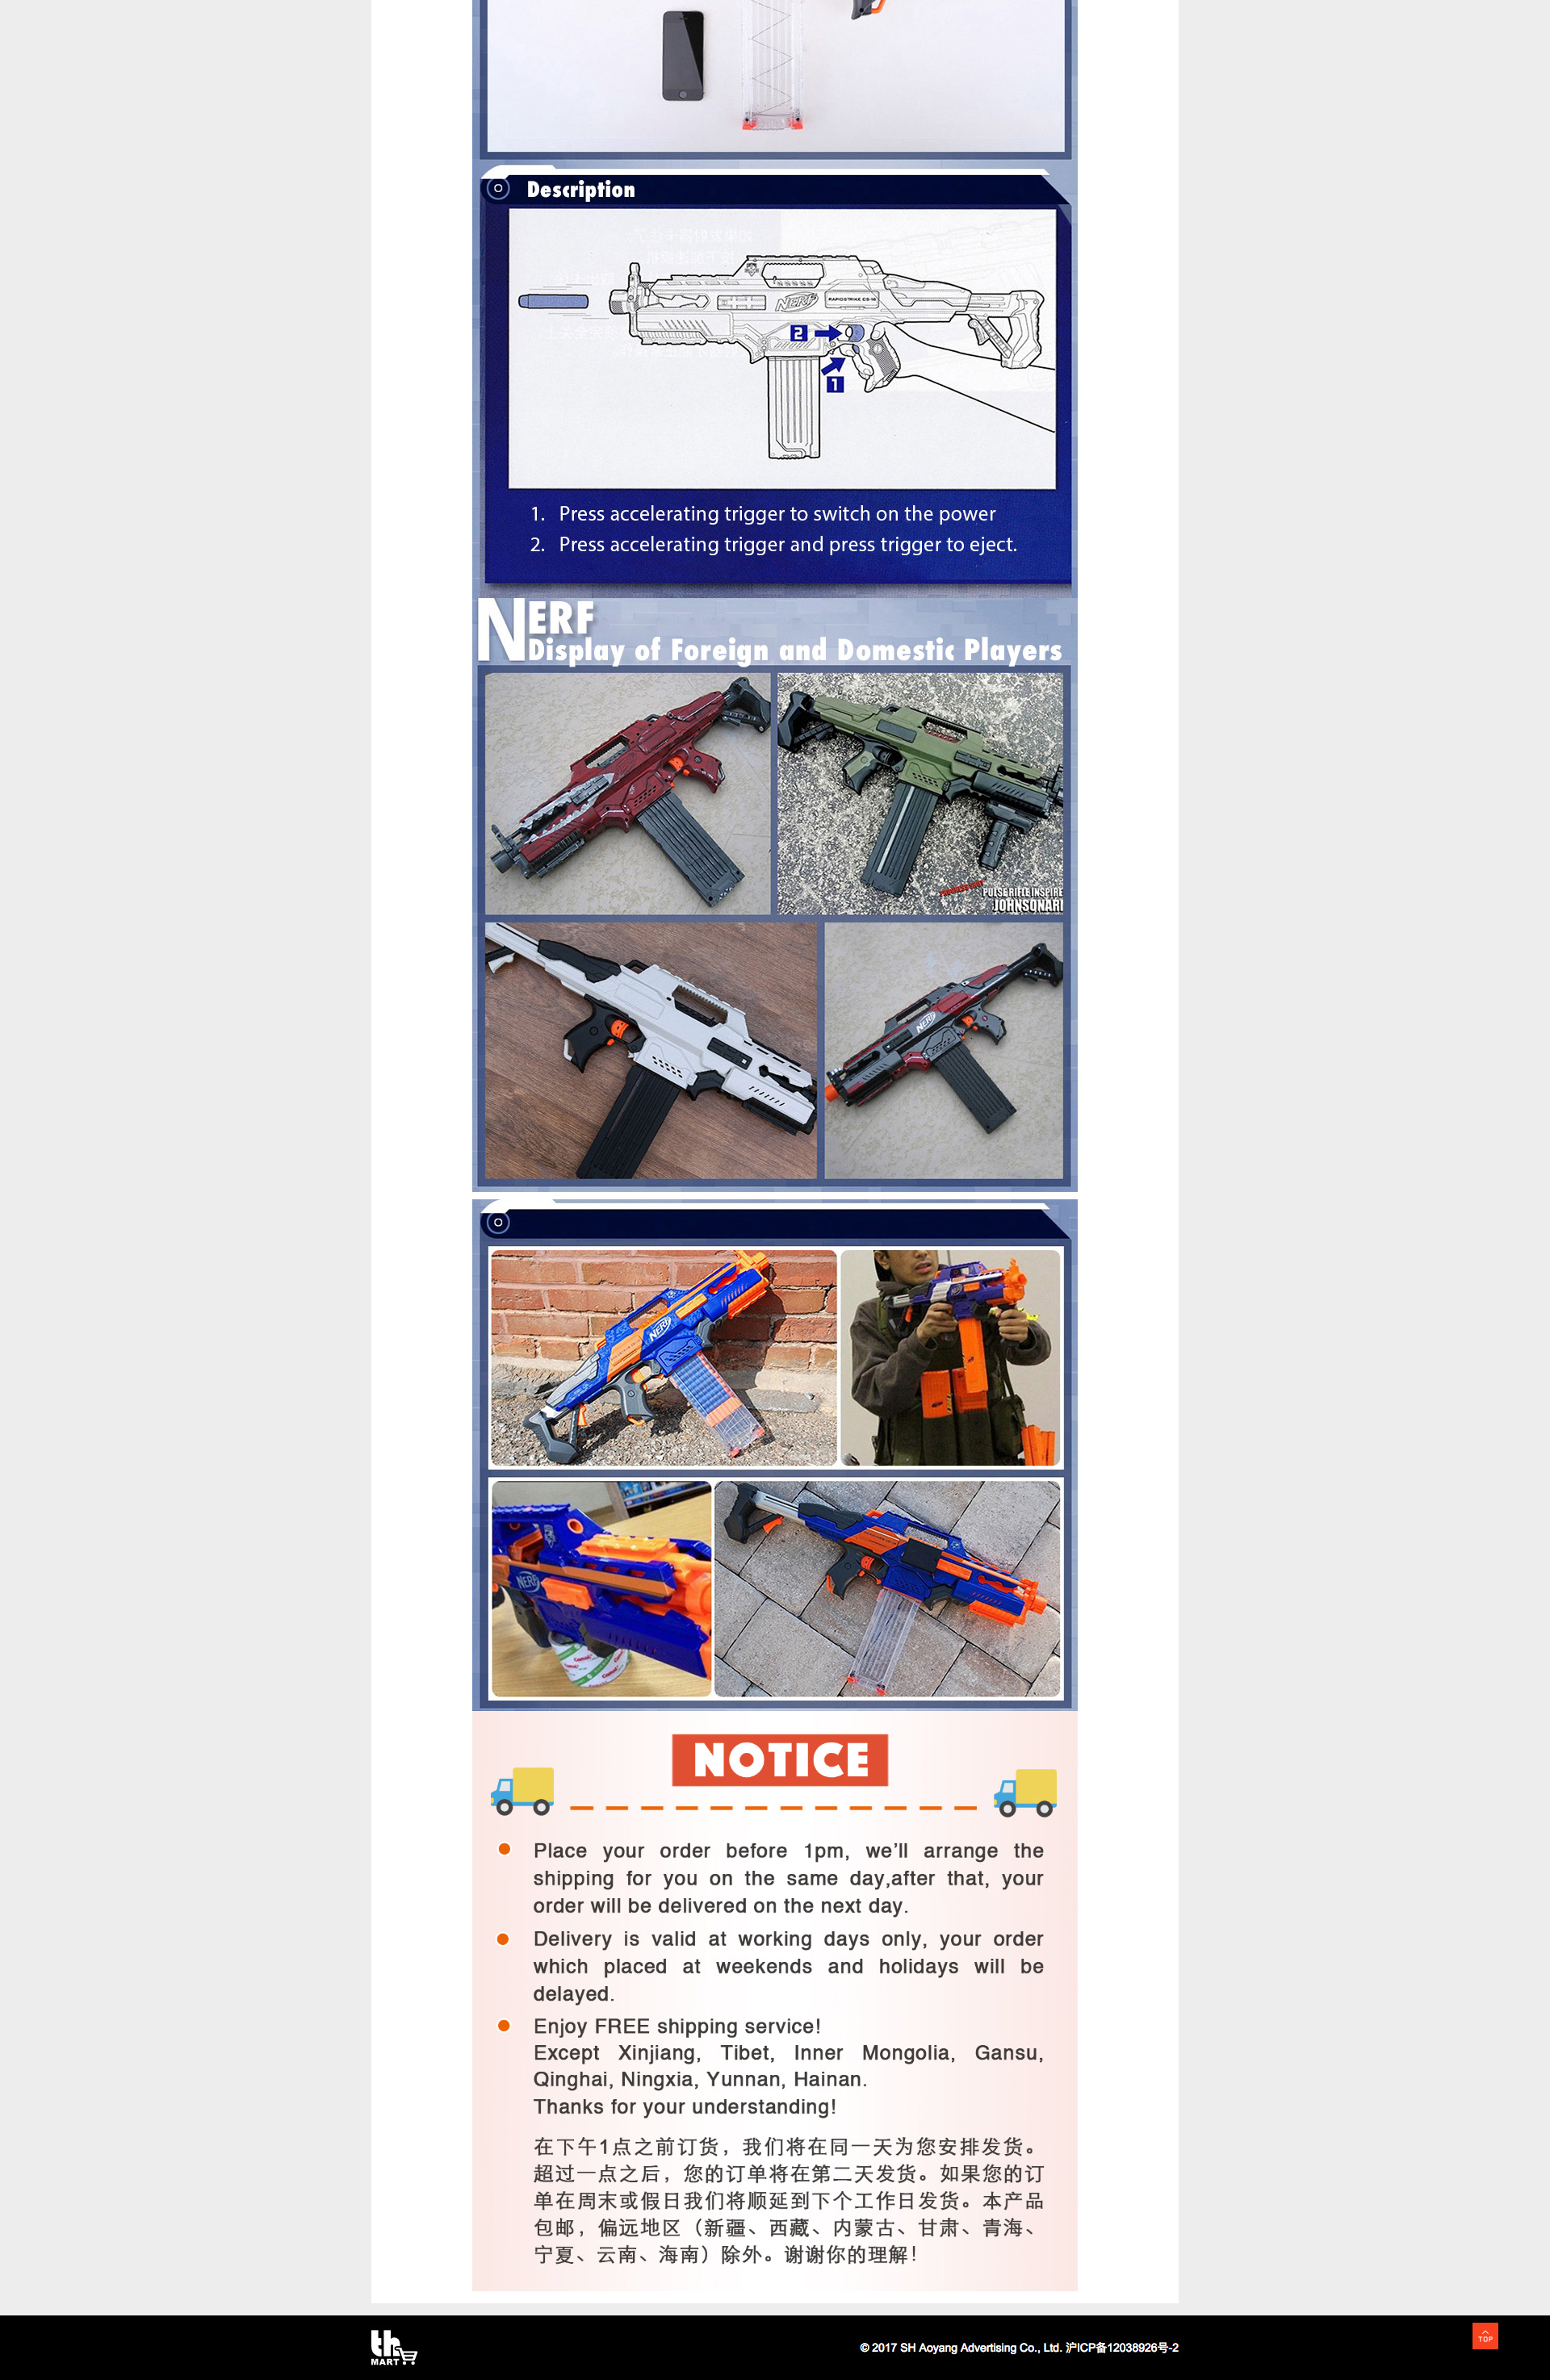 Description
NERF
RAPIDSTRIKE CS-18
2
1
1. Press accelerating trigger to switch on the power
2. Press accelerating trigger and press trigger to eject.
NERF
Display of Foreign and Domestic Players
PULSE RIFLE INSPIRE
JOHNSONARI
NERF
NERF
NERF
NOTICE
Place your order before 1pm, we’ll arrange the
shipping for you on the same day,after that, your
order will be delivered on the next day.
Delivery is valid at working days only, your order
which placed at weekends and holidays will be
delayed.
Enjoy FREE shipping service!
Except Xinjiang, Tibet, Inner Mongolia, Gansu,
Qinghai, Ningxia, Yunnan, Hainan.
Thanks for your understanding!
在下午1点之前订货，我们将在同一天为您安排发货。
超过一点之后，您的订单将在第二天发货。如果您的订
单在周末或假日我们将顺延到下个工作日发货。本产品
包邮，偏远地区（新疆、西藏、内蒙古、甘肃、青海、
宁夏、云南、海南）除外。谢谢你的理解！
th's
MART
© 2017 SH Aoyang Advertising Co., Ltd. 沪ICP备12038926号-2
TOP